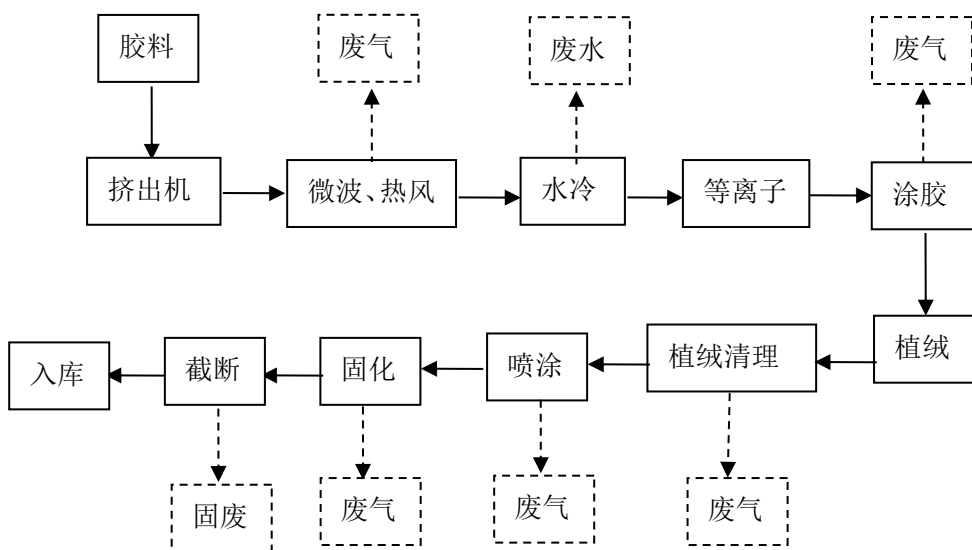 胶料
废气
废水
废气
挤出机
微波、热风
水冷
等离子
涂胶
入库
截断
固化
喷涂
植绒清理
植绒
固废
废气
废气
废气